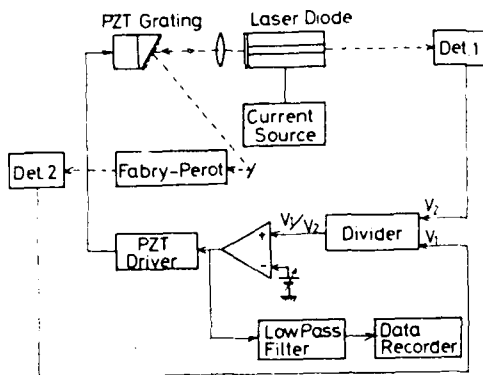 PZT Grating
Laser Diode
Det.1
Current
Source
Det.2
Fabry-Perot
V2
V1/V2
Divider
V1
PZT
Driver
+
-
Low Pass
Filter
Data
Recorder